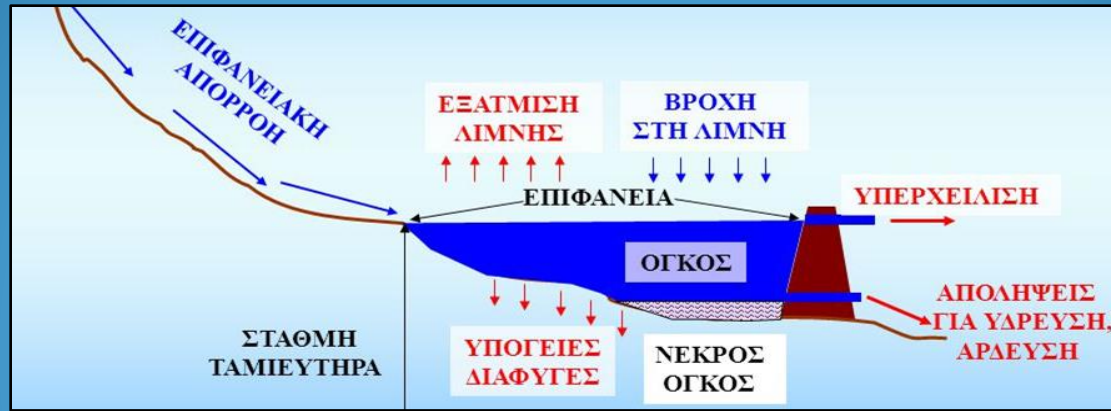 ΕΠΙΦΑΝΕΙΑΚΗ
ΑΠΟΡΡΟΗ
ΕΞΑΤΜΙΣΗ
ΛΙΜΝΗΣ
ΒΡΟΧΗ
ΣΤΗ ΛΙΜΝΗ
ΕΠΙΦΑΝΕΙΑ
ΥΠΕΡΧΕΙΛΙΣΗ
ΟΓΚΟΣ
ΑΠΟΛΗΨΕΙΣ
ΓΙΑ ΥΔΡΕΥΣΗ,
ΑΡΔΕΥΣΗ
ΣΤΑΘΜΗ
ΤΑΜΙΕΥΤΗΡΑ
ΥΠΟΓΕΙΕΣ
ΔΙΑΦΥΓΕΣ
ΝΕΚΡΟΣ
ΟΓΚΟΣ